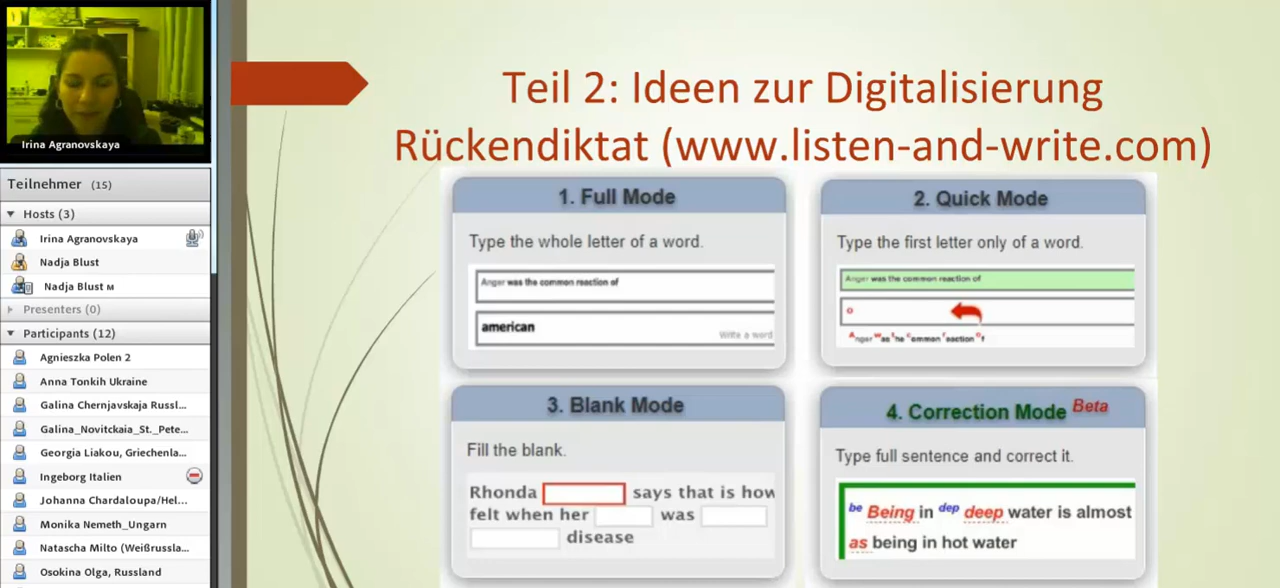 Irina Agranovskaya
Teilnehmer (15)
Hosts (3)
Irina Agranovskaya
Nadja Blust
Nadja Blust м
Presenters (0)
Participants (12)
Agnieszka Polen 2
Anna Tonkih Ukraine
Galina Chernjavskaja Russl...
Galina_Novitckaia_St._Pete...
Georgia Liakou, Griechenla...
Ingeborg Italien
Johanna Chardaloupa/Hel...
Monika Nemeth_Ungarn
Natascha Milto (Weißrussla...
Osokina Olga, Russland
Teil 2: Ideen zur Digitalisierung
Rückendiktat (www.listen-and-write.com)
1. Full Mode
Type the whole letter of a word.
Anger was the common reaction of
american
Write a word
2. Quick Mode
Type the first letter only of a word.
Anger was the common reaction of
o
Anger was the common reaction of
3. Blank Mode
Fill the blank.
Rhonda says that is how
felt when her was
disease
4. Correction Mode Beta
Type full sentence and correct it.
be Being in dep deep water is almost
as being in hot water